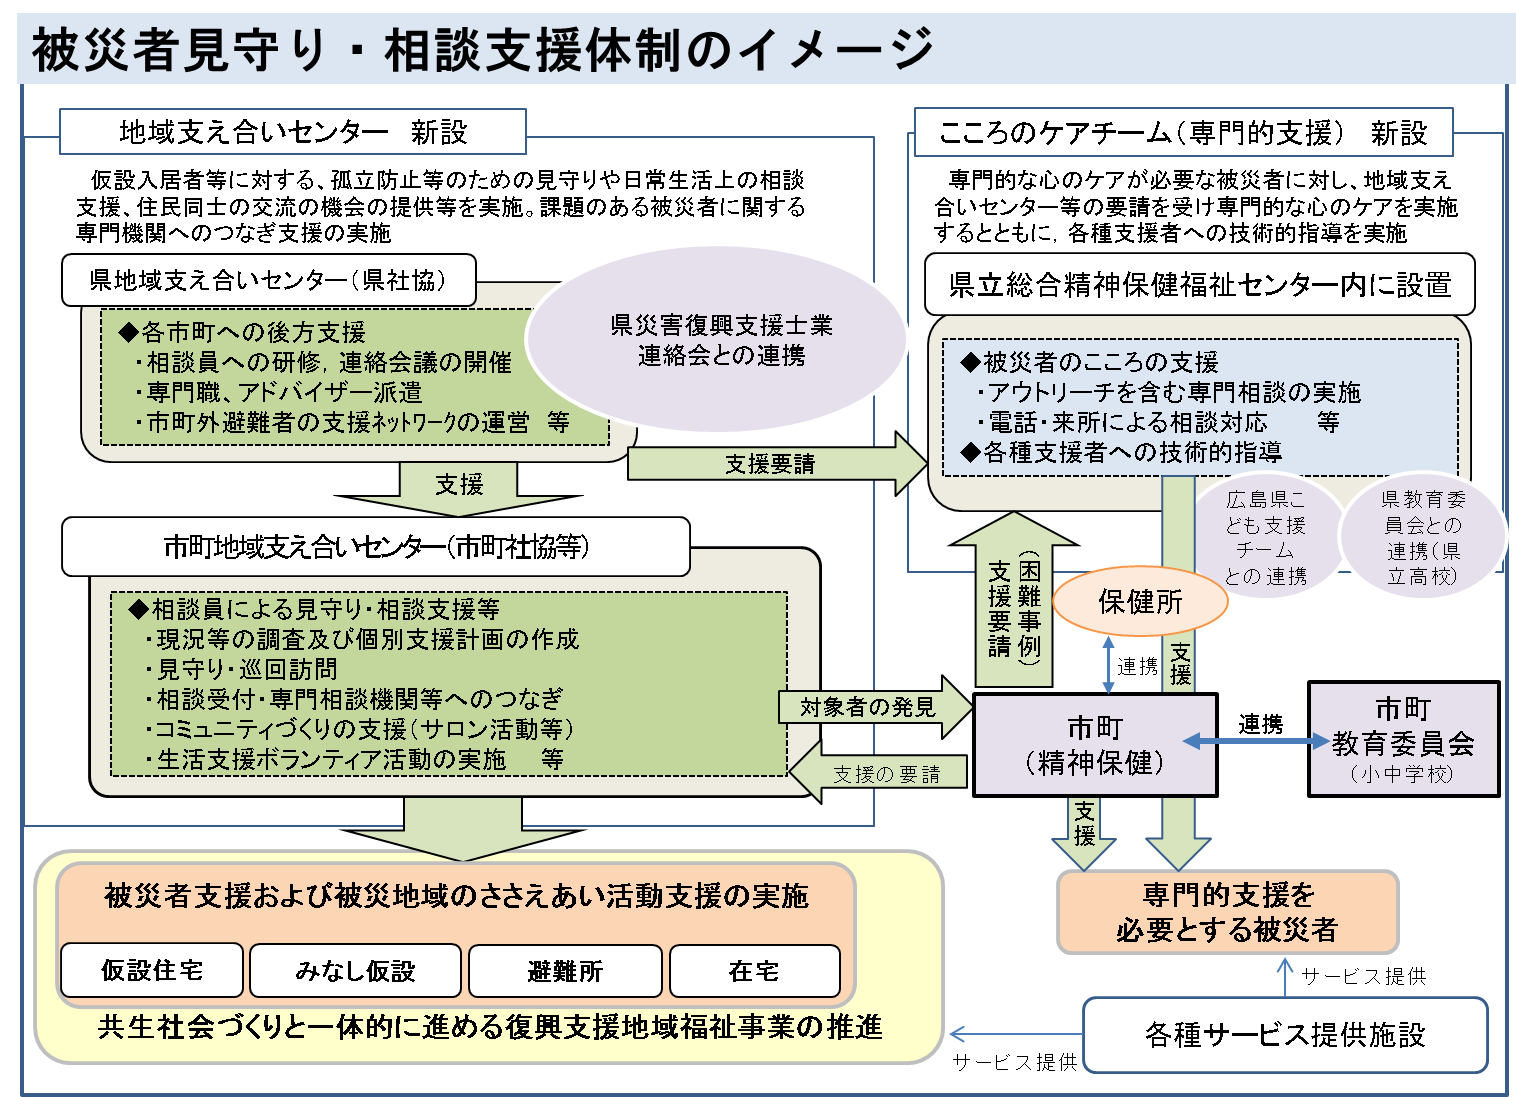 被災者見守り・相談支援体制のイメージ
地域支え合いセンター　新設
仮設入居者等に対する、孤立防止等のための見守りや日常生活上の相談
支援、住民同士の交流の機会の提供等を実施。課題のある被災者に関する
専門機関へのつなぎ支援の実施
県地域支え合いセンター（県社協）
◆各市町への後方支援
・相談員への研修，連絡会議の開催
・専門職、アドバイザー派遣
・市町外避難者の支援ﾈｯﾄﾜｰｸの運営　等
県災害復興支援士業
連絡会との連携
支援
支援要請
市町地域支え合いセンター（市町社協等）
◆相談員による見守り・相談支援等
・現況等の調査及び個別支援計画の作成
・見守り・巡回訪問
・相談受付・専門相談機関等へのつなぎ
・コミュニティづくりの支援（サロン活動等）
・生活支援ボランティア活動の実施　等
対象者の発見
支援の要請
こころのケアチーム（専門的支援）　新設
専門的な心のケアが必要な被災者に対し、地域支え
合いセンター等の要請を受け専門的な心のケアを実施
するとともに，各種支援者への技術的指導を実施
県立総合精神保健福祉センター内に設置
◆被災者のこころの支援
・アウトリーチを含む専門相談の実施
・電話・来所による相談対応　　等
◆各種支援者への技術的指導
広島県こ
ども支援
チーム
との連携
県教育委
員会との
連携（県
立高校）
支援要請
（困難事例）
保健所
連携
支援
市町
（精神保健）
連携
市町
教育委員会
（小中学校）
支援
被災者支援および被災地域のささえあい活動支援の実施
仮設住宅
みなし仮設
避難所
在宅
共生社会づくりと一体的に進める復興支援地域福祉事業の推進
専門的支援を
必要とする被災者
サービス提供
各種サービス提供施設
サービス提供